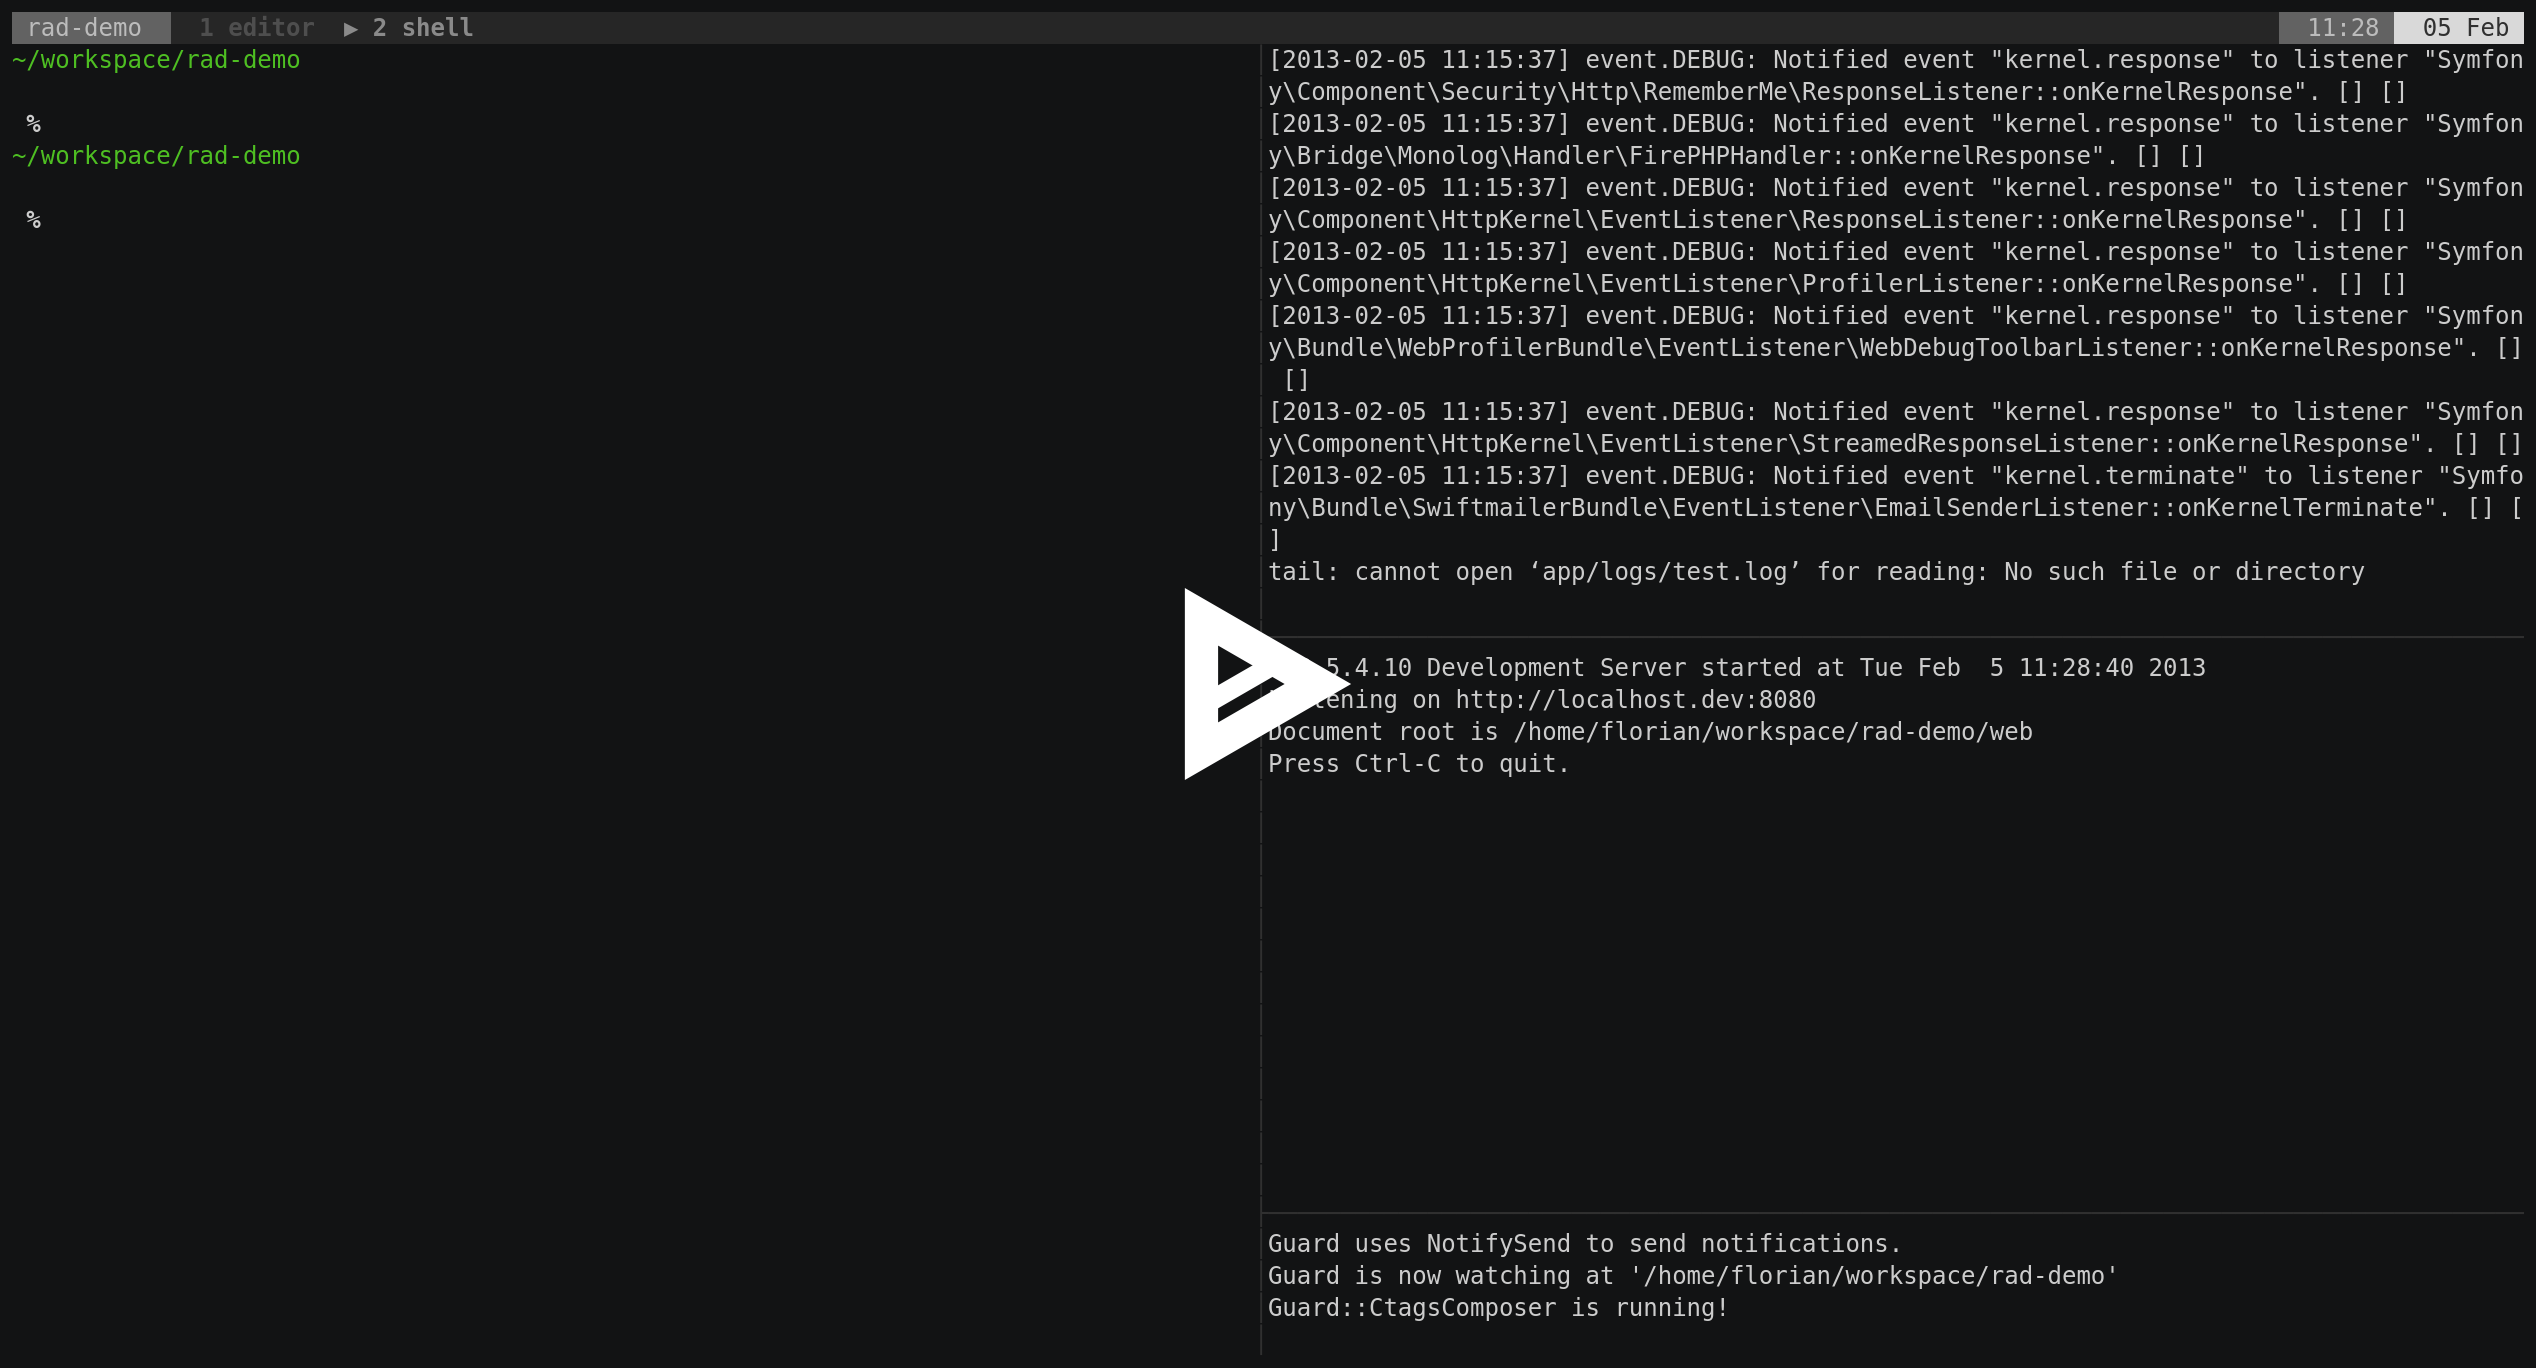 rad-demo 1 editor ▶ 2 shell 11:28 05 Feb
~/workspace/rad-demo
%
~/workspace/rad-demo
%
[2013-02-05 11:15:37] event.DEBUG: Notified event "kernel.response" to listener "Symfon
y\Component\Security\Http\RememberMe\ResponseListener::onKernelResponse". [] []
[2013-02-05 11:15:37] event.DEBUG: Notified event "kernel.response" to listener "Symfon
y\Bridge\Monolog\Handler\FirePHPHandler::onKernelResponse". [] []
[2013-02-05 11:15:37] event.DEBUG: Notified event "kernel.response" to listener "Symfon
y\Component\HttpKernel\EventListener\ResponseListener::onKernelResponse". [] []
[2013-02-05 11:15:37] event.DEBUG: Notified event "kernel.response" to listener "Symfon
y\Component\HttpKernel\EventListener\ProfilerListener::onKernelResponse". [] []
[2013-02-05 11:15:37] event.DEBUG: Notified event "kernel.response" to listener "Symfon
y\Bundle\WebProfilerBundle\EventListener\WebDebugToolbarListener::onKernelResponse". []
[]
[2013-02-05 11:15:37] event.DEBUG: Notified event "kernel.response" to listener "Symfon
y\Component\HttpKernel\EventListener\StreamedResponseListener::onKernelResponse". [] []
[2013-02-05 11:15:37] event.DEBUG: Notified event "kernel.terminate" to listener "Symfo
ny\Bundle\SwiftmailerBundle\EventListener\EmailSenderListener::onKernelTerminate". [] [
]
tail: cannot open ‘app/logs/test.log’ for reading: No such file or directory
5.4.10 Development Server started at Tue Feb  5 11:28:40 2013
on http://localhost.dev:8080
Document root is /home/florian/workspace/rad-demo/web
Press Ctrl-C to quit.
Guard uses NotifySend to send notifications.
Guard is now watching at '/home/florian/workspace/rad-demo'
Guard::CtagsComposer is running!